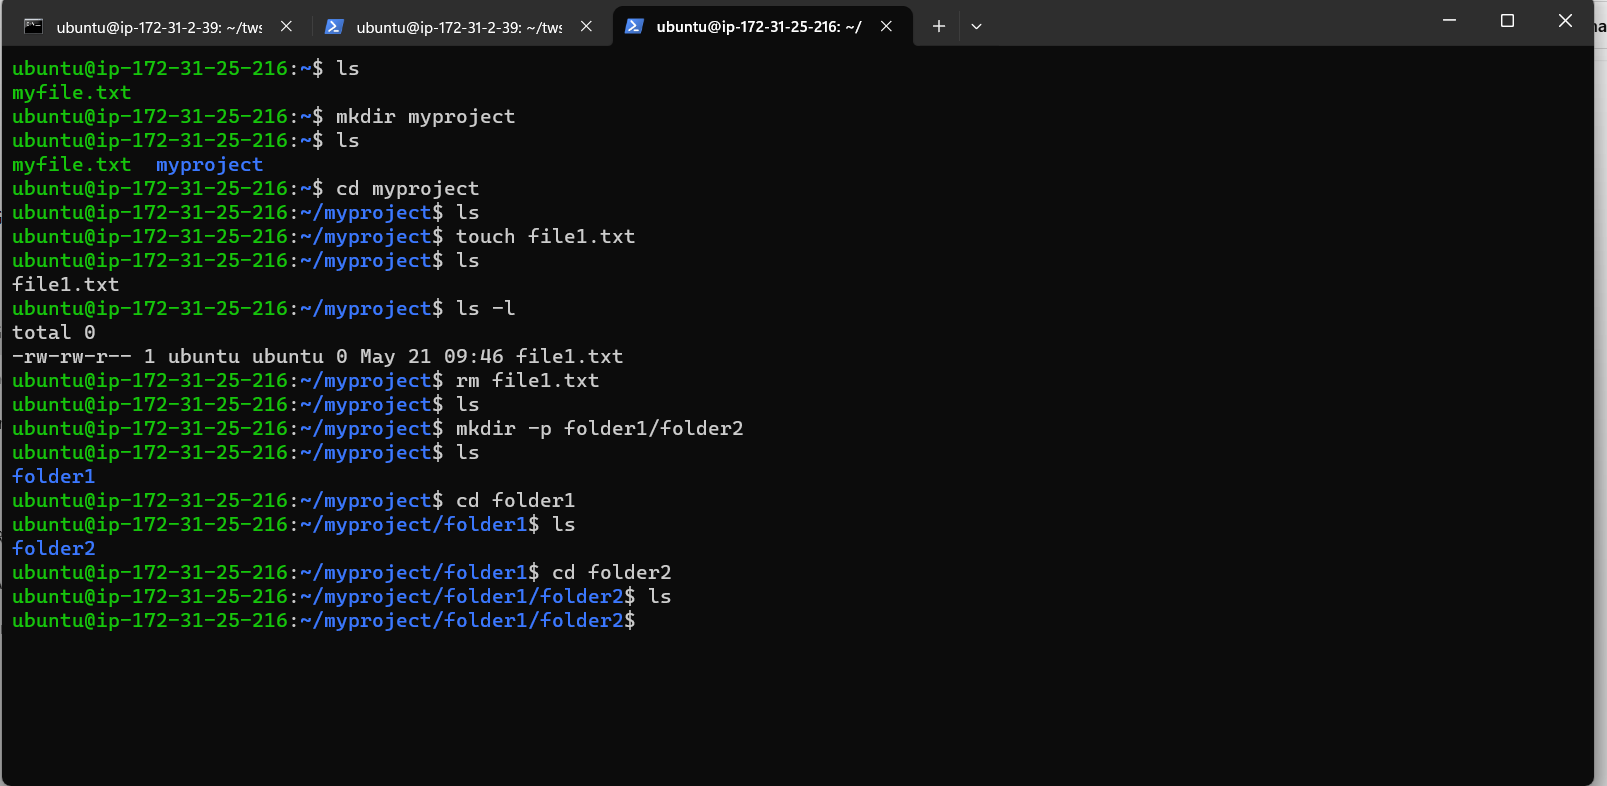 ubuntu@ip-172-31-2-39: ~/tws
ubuntu@ip-172-31-2-39: ~/tws
ubuntu@ip-172-31-25-216: ~/
ubuntu@ip-172-31-25-216:~$ ls
myfile.txt
ubuntu@ip-172-31-25-216:~$ mkdir myproject
ubuntu@ip-172-31-25-216:~$ ls
myfile.txt  myproject
ubuntu@ip-172-31-25-216:~$ cd myproject
ubuntu@ip-172-31-25-216:~/myproject$ ls
ubuntu@ip-172-31-25-216:~/myproject$ touch file1.txt
ubuntu@ip-172-31-25-216:~/myproject$ ls
file1.txt
ubuntu@ip-172-31-25-216:~/myproject$ ls -l
total 0
-rw-rw-r-- 1 ubuntu ubuntu 0 May 21 09:46 file1.txt
ubuntu@ip-172-31-25-216:~/myproject$ rm file1.txt
ubuntu@ip-172-31-25-216:~/myproject$ ls
ubuntu@ip-172-31-25-216:~/myproject$ mkdir -p folder1/folder2
ubuntu@ip-172-31-25-216:~/myproject$ ls
folder1
ubuntu@ip-172-31-25-216:~/myproject$ cd folder1
ubuntu@ip-172-31-25-216:~/myproject/folder1$ ls
folder2
ubuntu@ip-172-31-25-216:~/myproject/folder1$ cd folder2
ubuntu@ip-172-31-25-216:~/myproject/folder1/folder2$ ls
ubuntu@ip-172-31-25-216:~/myproject/folder1/folder2$